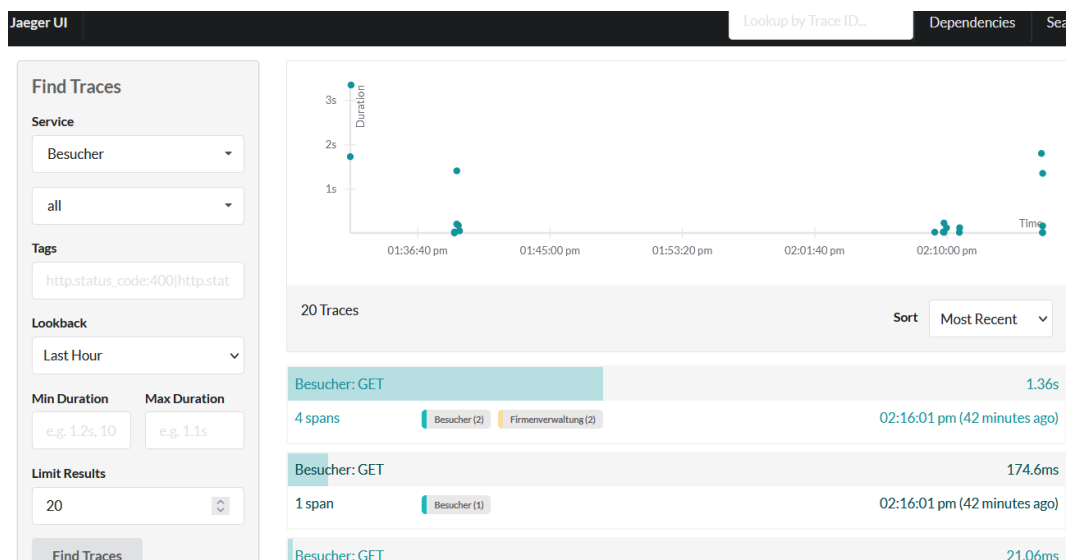 Jaeger UI
Lookup by Trace ID...
Dependencies
Find Traces
Service
Besucher
all
Tags
http.status_code:400|http.stat
Lookback
Last Hour
Min Duration
Max Duration
e.g. 1.2s, 10
e.g. 1.1s
Limit Results
20
Find Traces
Duration
3s
2s
1s
Time
01:36:40 pm
01:45:00 pm
01:53:20 pm
02:01:40 pm
02:10:00 pm
20 Traces
Sort
Most Recent
Besucher: GET
1.36s
4 spans
Besucher (2)
Firmenverwaltung (2)
02:16:01 pm (42 minutes ago)
Besucher: GET
174.6ms
1 span
Besucher (1)
02:16:01 pm (42 minutes ago)
Besucher: GET
21.06ms